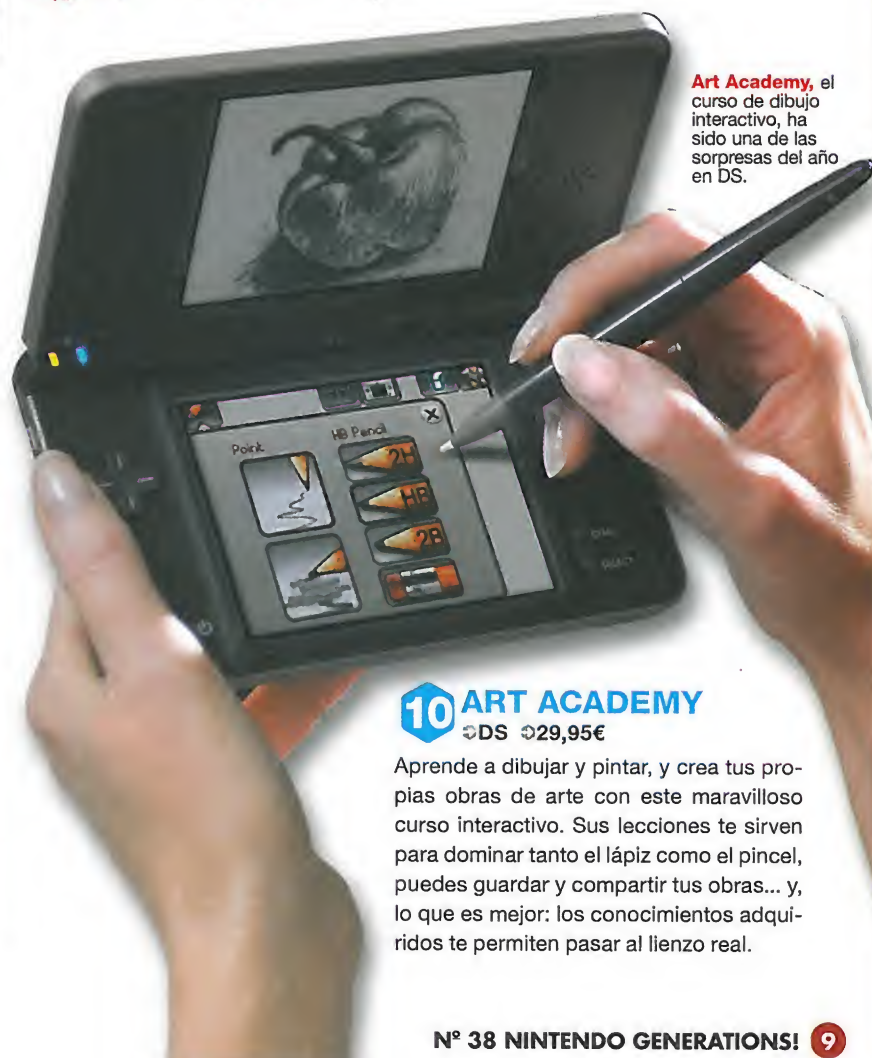 Art Academy, el
curso de dibujo
interactivo, ha
sido una de las
sorpresas del año
en DS.
Point
HB Pencil
2H
HB
2B
10 ART ACADEMY
DS 29,95€
Aprende a dibujar y pintar, y crea tus pro-
pias obras de arte con este maravilloso
curso interactivo. Sus lecciones te sirven
para dominar tanto el lápiz como el pincel,
puedes guardar y compartir tus obras... y,
lo que es mejor: los conocimientos adqui-
ridos te permiten pasar al lienzo real.
Nº 38 NINTENDO GENERATIONS! 9